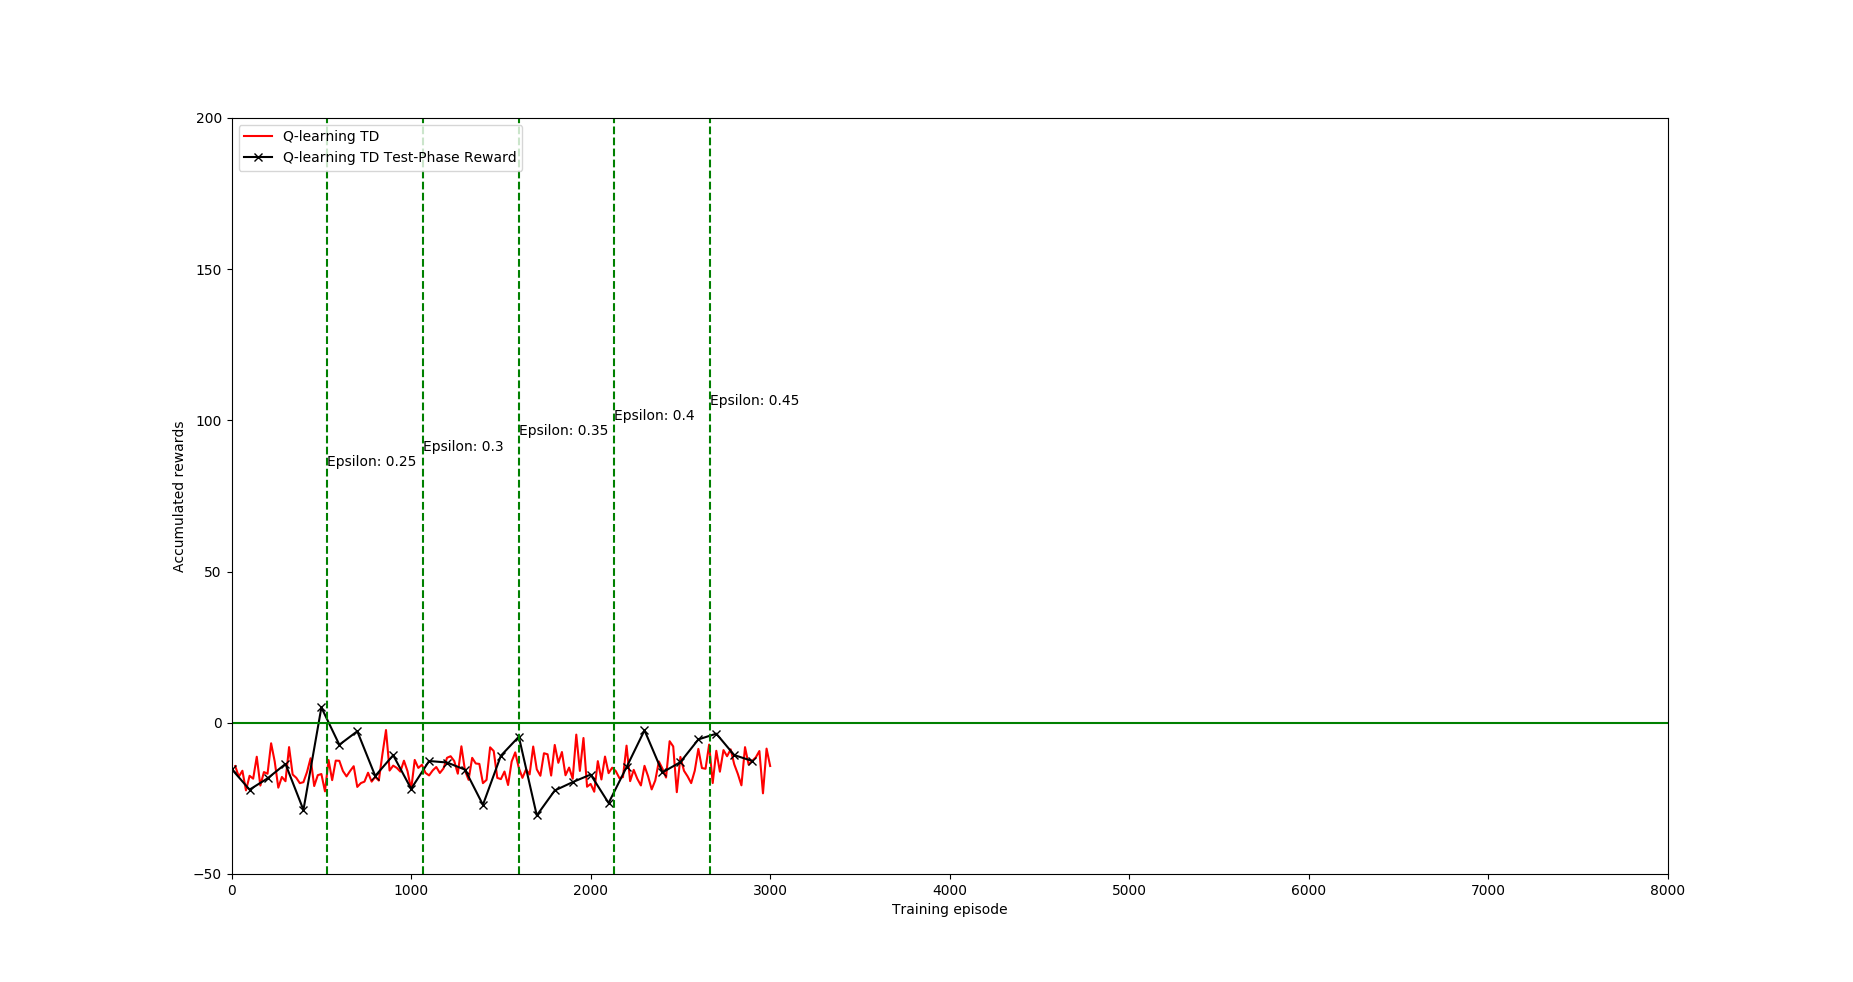 200
150
100
50
0
−50
Accumulated rewards
Q-learning TD
Q-learning TD Test-Phase Reward
Epsilon: 0.25
Epsilon: 0.3
Epsilon: 0.35
Epsilon: 0.4
Epsilon: 0.45
0 1000 2000 3000 4000 5000 6000 7000 8000
Training episode